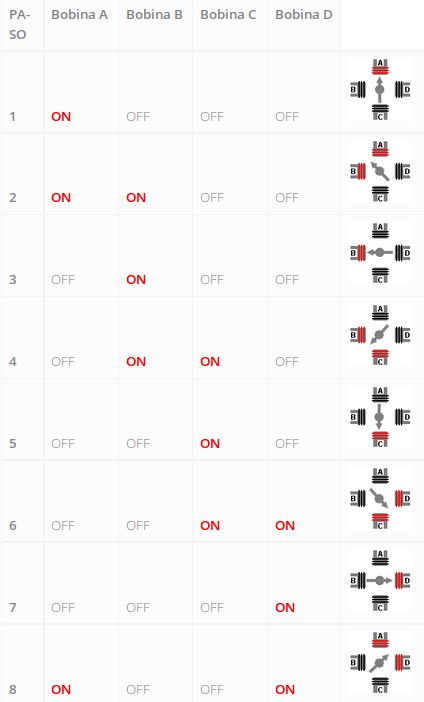 PA-
SO Bobina A Bobina B Bobina C Bobina D
A
B D
C
1 ON OFF OFF OFF
A
B D
C
2 ON ON OFF OFF
A
B D
C
3 OFF ON OFF OFF
A
B D
C
4 OFF ON ON OFF
A
B D
C
5 OFF OFF ON OFF
A
B D
C
6 OFF OFF ON ON
A
B D
C
7 OFF OFF OFF ON
A
B D
C
8 ON OFF OFF ON